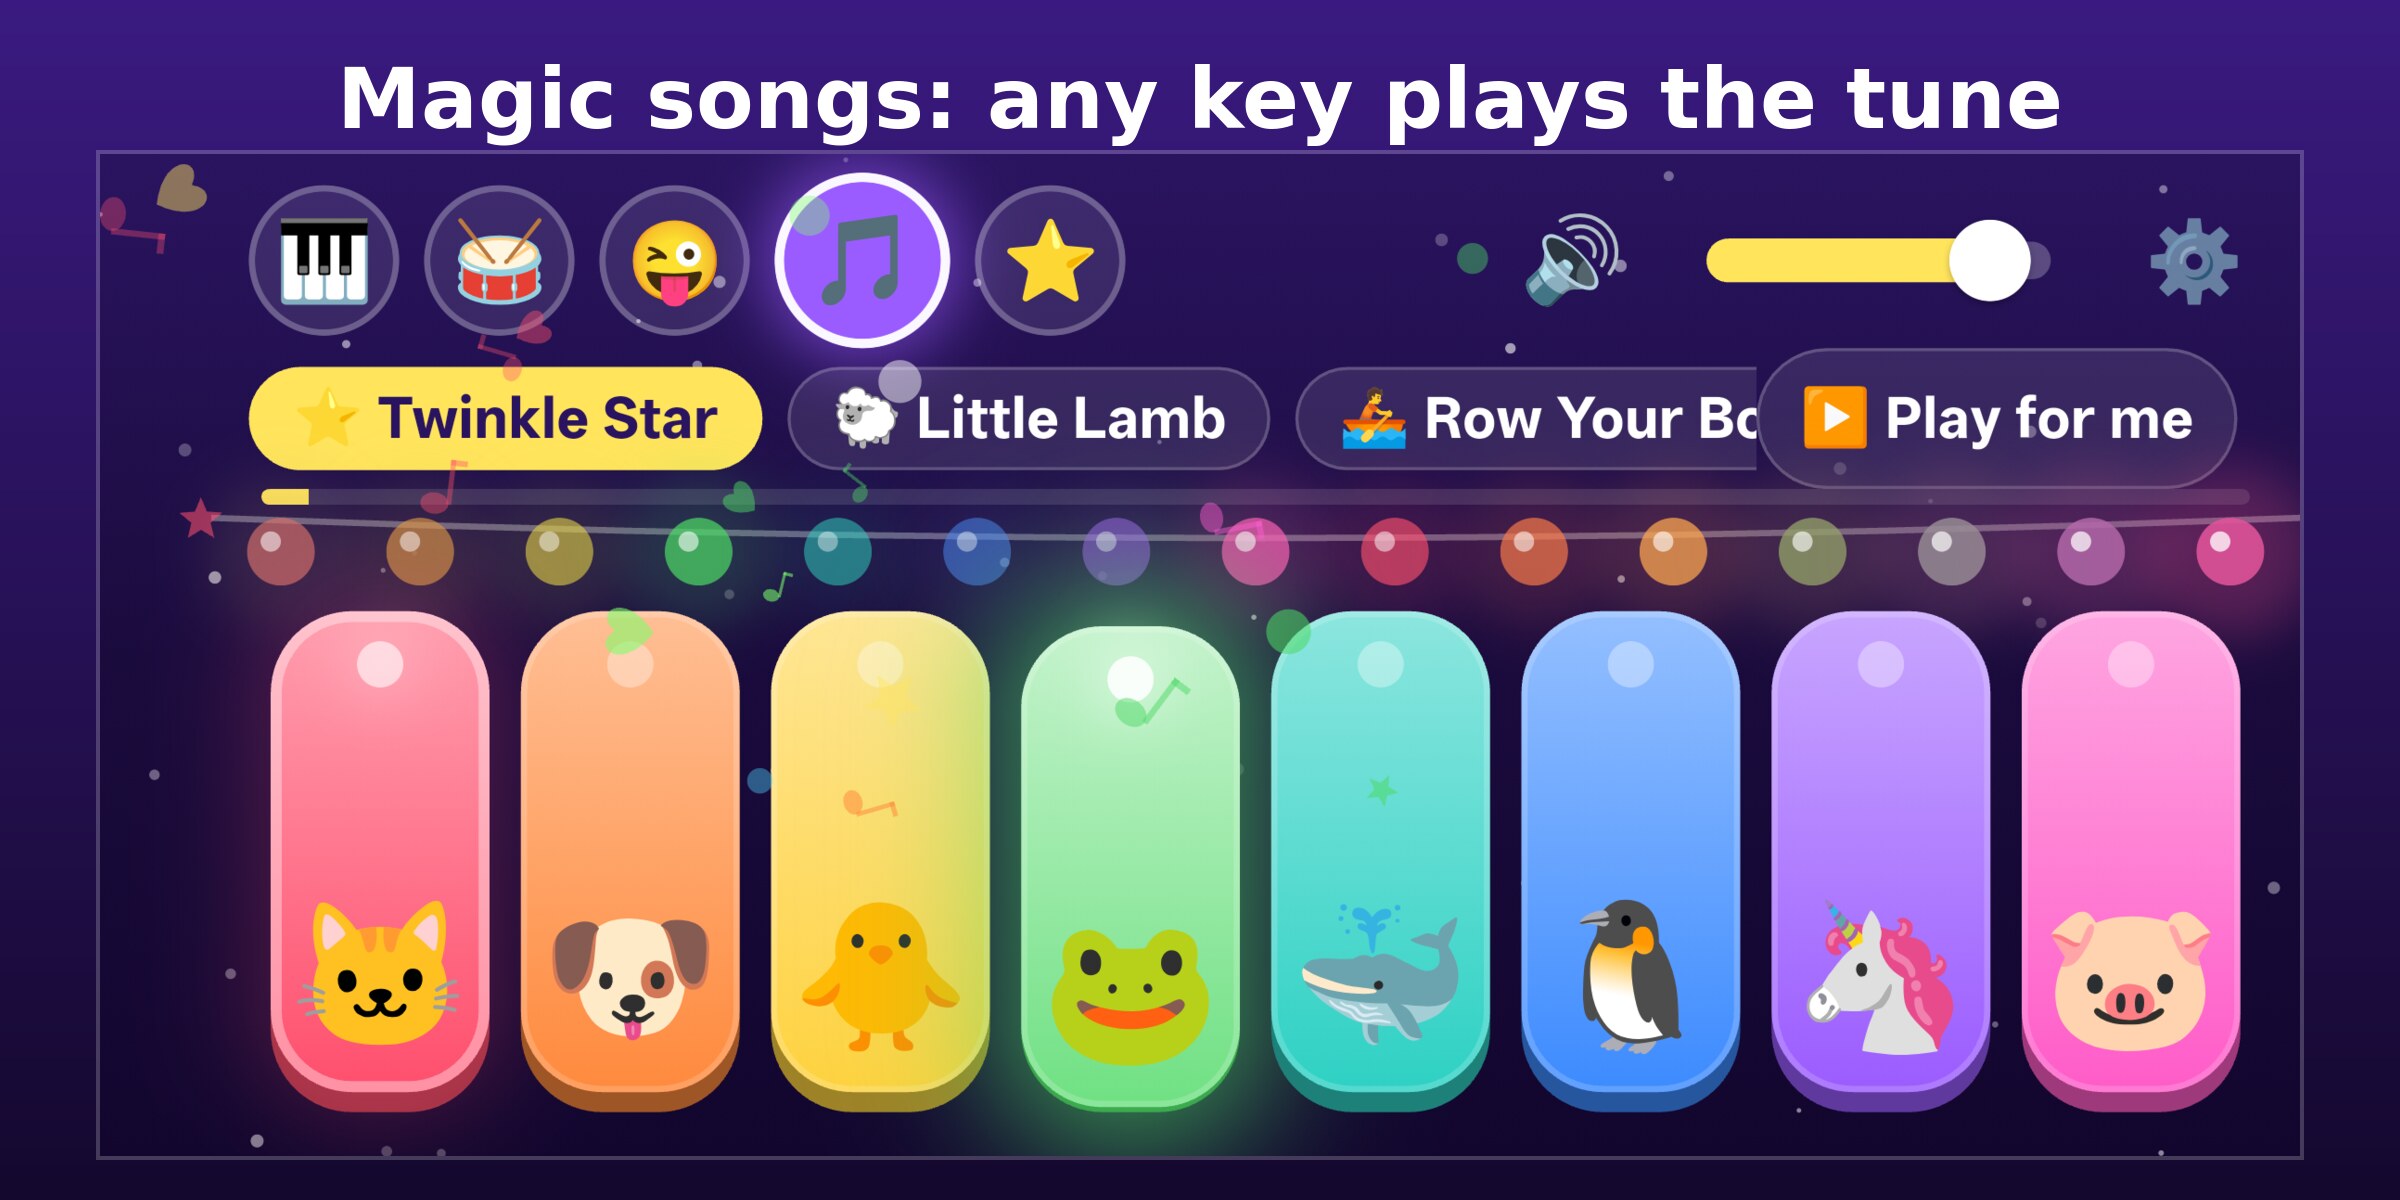 Magic songs: any key plays the tune
Twinkle Star
Little Lamb
Row Your Bo
Play for me